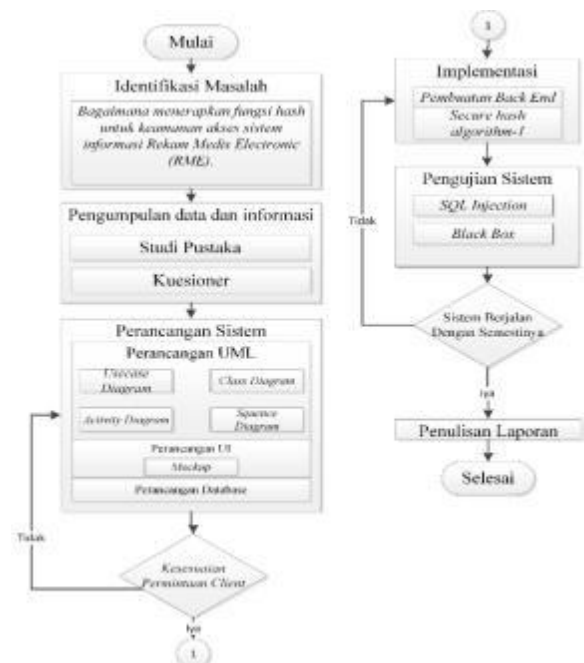 Mulai
Identifikasi Masalah
Bagaimana menerapkan fungsi hash
untuk keamanan akses sistem
informasi Rekam Medis Electronic
(RME).
Pengumpulan data dan informasi
Studi Pustaka
Kuesioner
Perancangan Sistem
Perancangan UML
Usecase
Diagram
Class Diagram
Activity Diagram
Squence
Diagram
Perancangan UI
Mockup
Perancangan Database
Tidak
Kesesuaian
Permintaan Client
Iya
1
1
Implementasi
Pembuatan Back End
Secure hash
algorithm-1
Pengujian Sistem
SQL Injection
Black Box
Tidak
Sistem Berjalan
Dengan Semestinya
Iya
Penulisan Laporan
Selesai